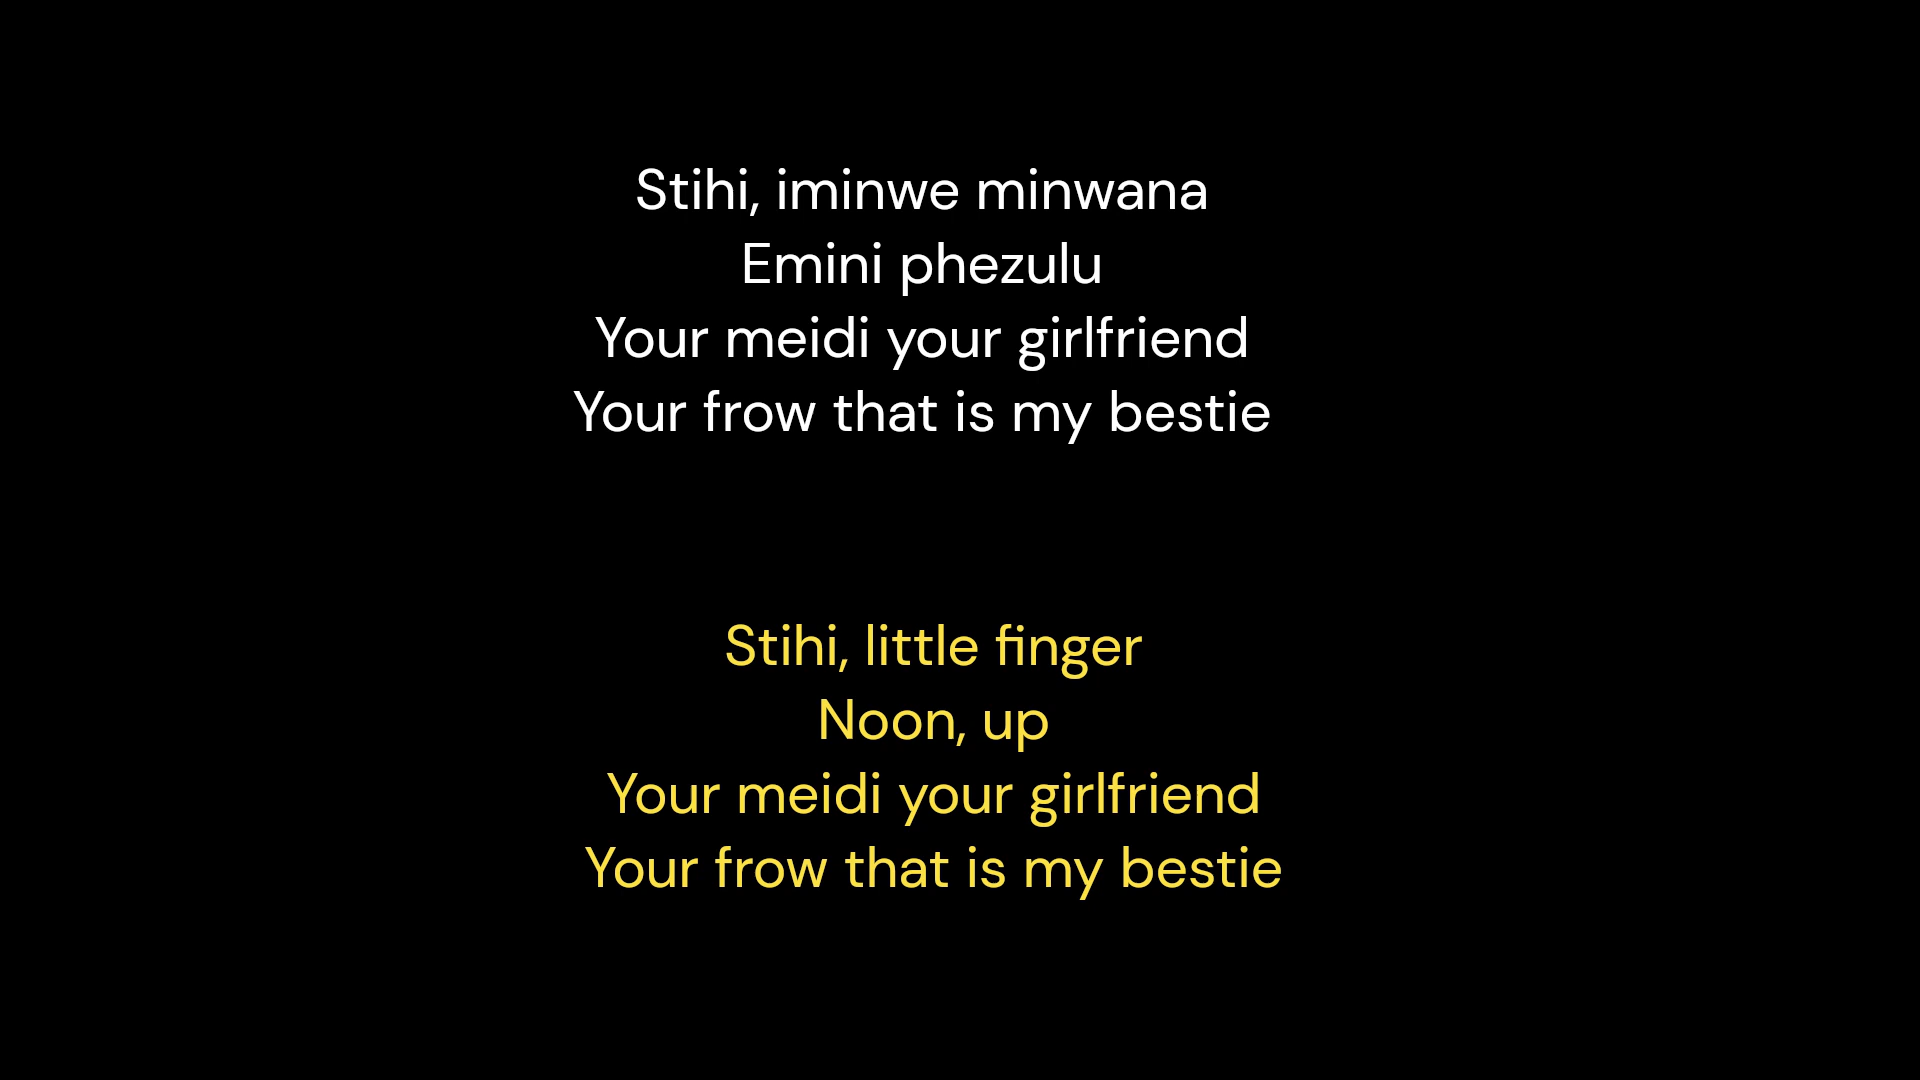 Stihi, iminwe minwana
Emini phezulu
Your meidi your girlfriend
Your frow that is my bestie
Stihi, little finger
Noon, up
Your meidi your girlfriend
Your frow that is my bestie